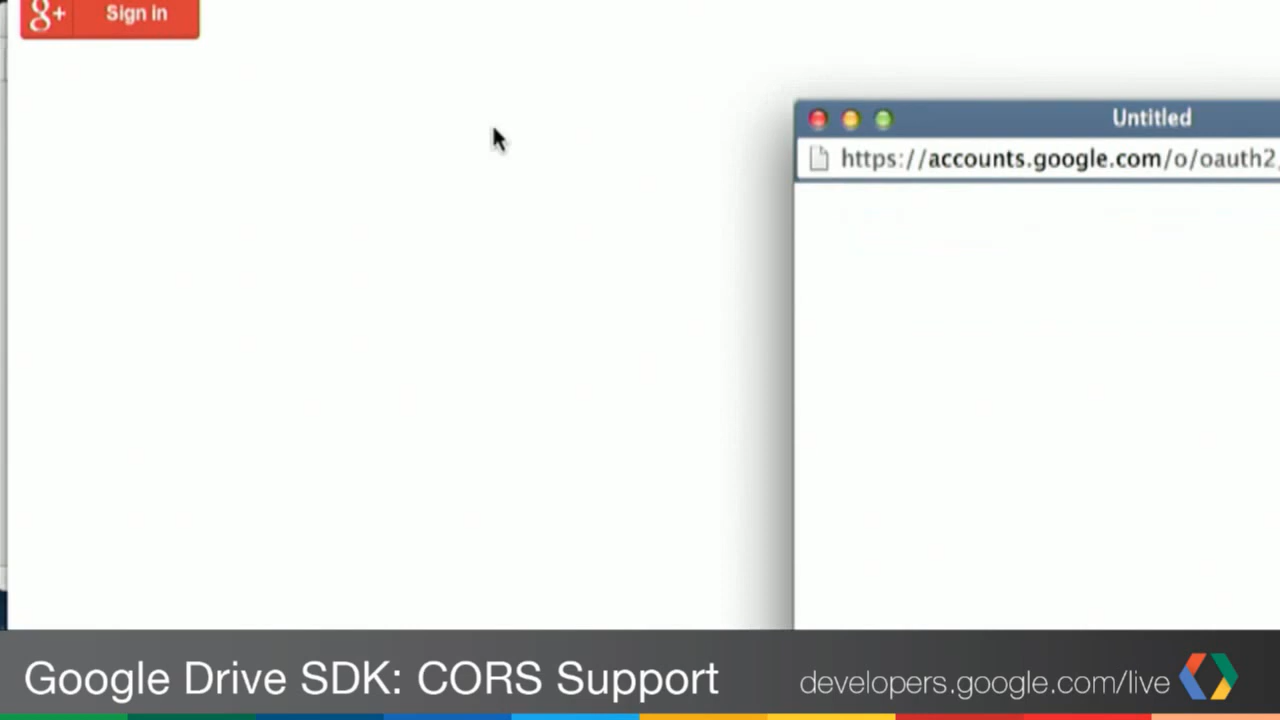 g+ Sign in
Untitled
https://accounts.google.com/o/oauth2
Google Drive SDK: CORS Support
developers.google.com/live